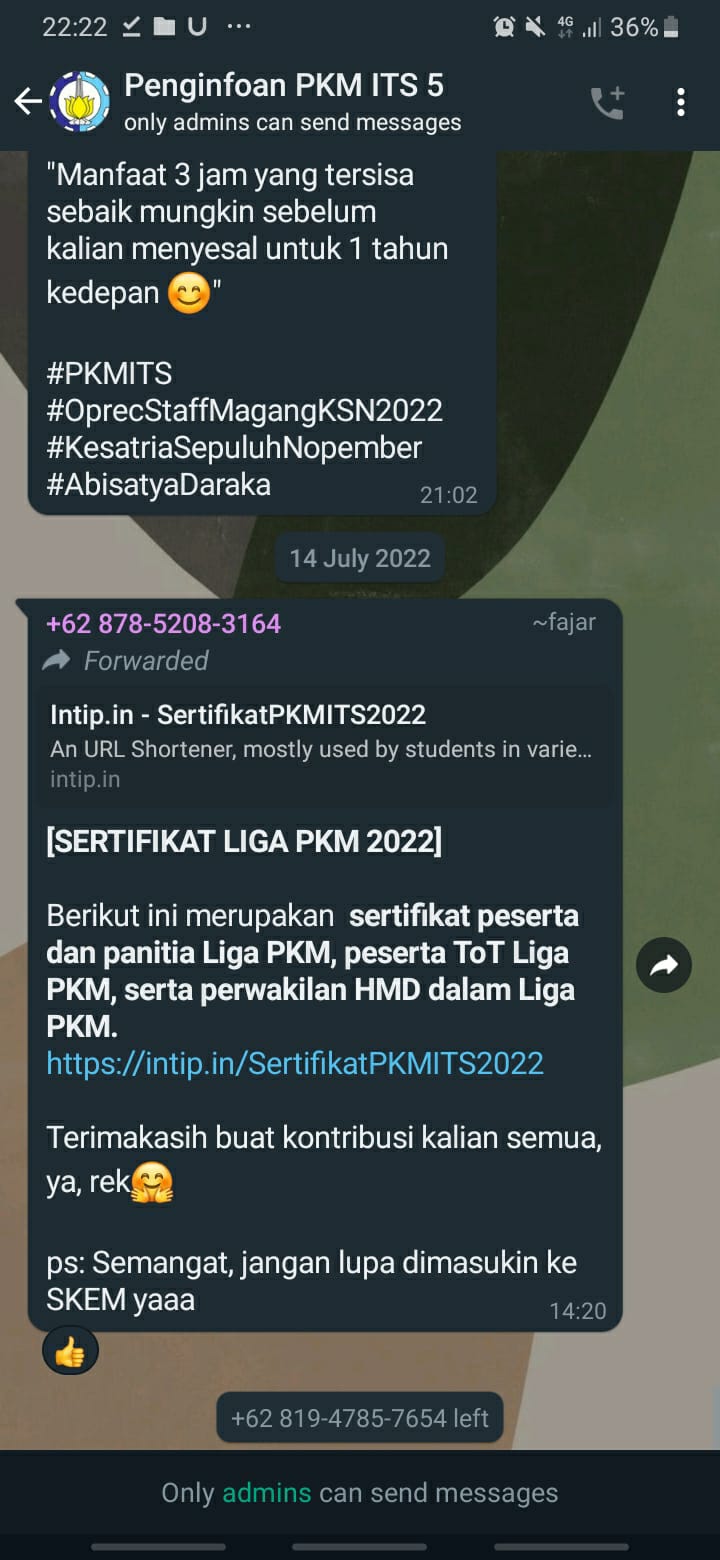 22:22
4G 36%
Penginfoan PKM ITS 5
only admins can send messages
"Manfaat 3 jam yang tersisa
sebaik mungkin sebelum
kalian menyesal untuk 1 tahun
kedepan 😊"
#PKMITS
#OprecStaffMagangKSN2022
#KesatriaSepuluhNopember
#AbisatyaDaraka
21:02
14 July 2022
+62 878-5208-3164
~fajar
Forwarded
Intip.in - SertifikatPKMITS2022
An URL Shortener, mostly used by students in varie...
intip.in
[SERTIFIKAT LIGA PKM 2022]
Berikut ini merupakan  sertifikat peserta
dan panitia Liga PKM, peserta ToT Liga
PKM, serta perwakilan HMD dalam Liga
PKM.
https://intip.in/SertifikatPKMITS2022
Terimakasih buat kontribusi kalian semua,
ya, rek🤗
ps: Semangat, jangan lupa dimasukin ke
SKEM yaaa
14:20
👍
+62 819-4785-7654 left
Only admins can send messages